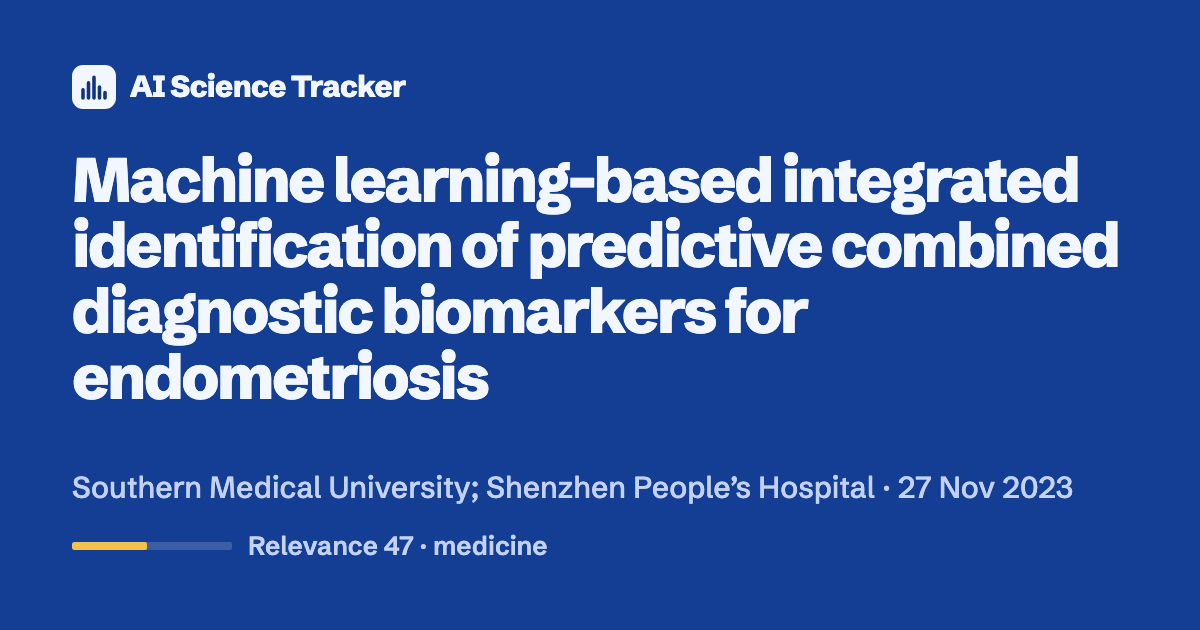 AI Science Tracker
Machine learning-based integrated
identification of predictive combined
diagnostic biomarkers for
endometriosis
Southern Medical University; Shenzhen People’s Hospital · 27 Nov 2023
Relevance 47 · medicine